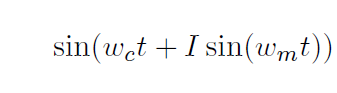 sin(w_c t + I sin(w_m t))